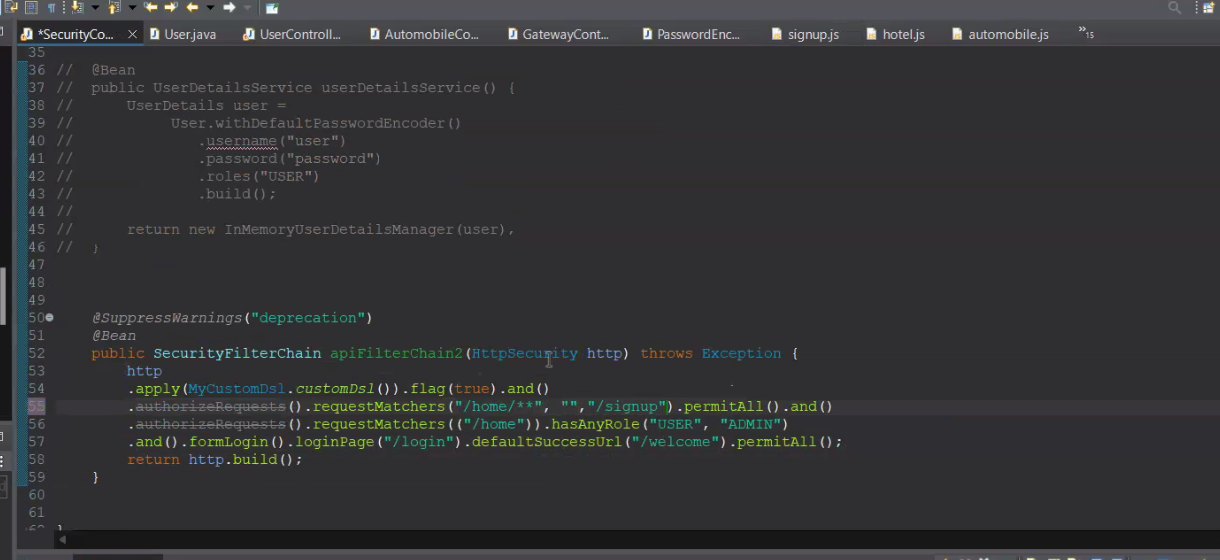 *SecurityCo... User.java UserControll... AutomobileCo... GatewayCont... PasswordEnc... signup.js hotel.js automobile.js »15
35
36 // @Bean
37 // public UserDetailsService userDetailsService() {
38 // UserDetails user =
39 // User.withDefaultPasswordEncoder()
40 // .username("user")
41 // .password("password")
42 // .roles("USER")
43 // .build();
44 //
45 // return new InMemoryUserDetailsManager(user),
46 // }
47
48
49
50 @SuppressWarnings("deprecation")
51 @Bean
52 public SecurityFilterChain apiFilterChain2(HttpSecurity http) throws Exception {
53 http
54 .apply(MyCustomDsl.customDsl()).flag(true).and()
55 .authorizeRequests().requestMatchers("/home/**", "","/signup").permitAll().and()
56 .authorizeRequests().requestMatchers(("/home")).hasAnyRole("USER", "ADMIN")
57 .and().formLogin().loginPage("/login").defaultSuccessUrl("/welcome").permitAll();
58 return http.build();
59 }
60
61